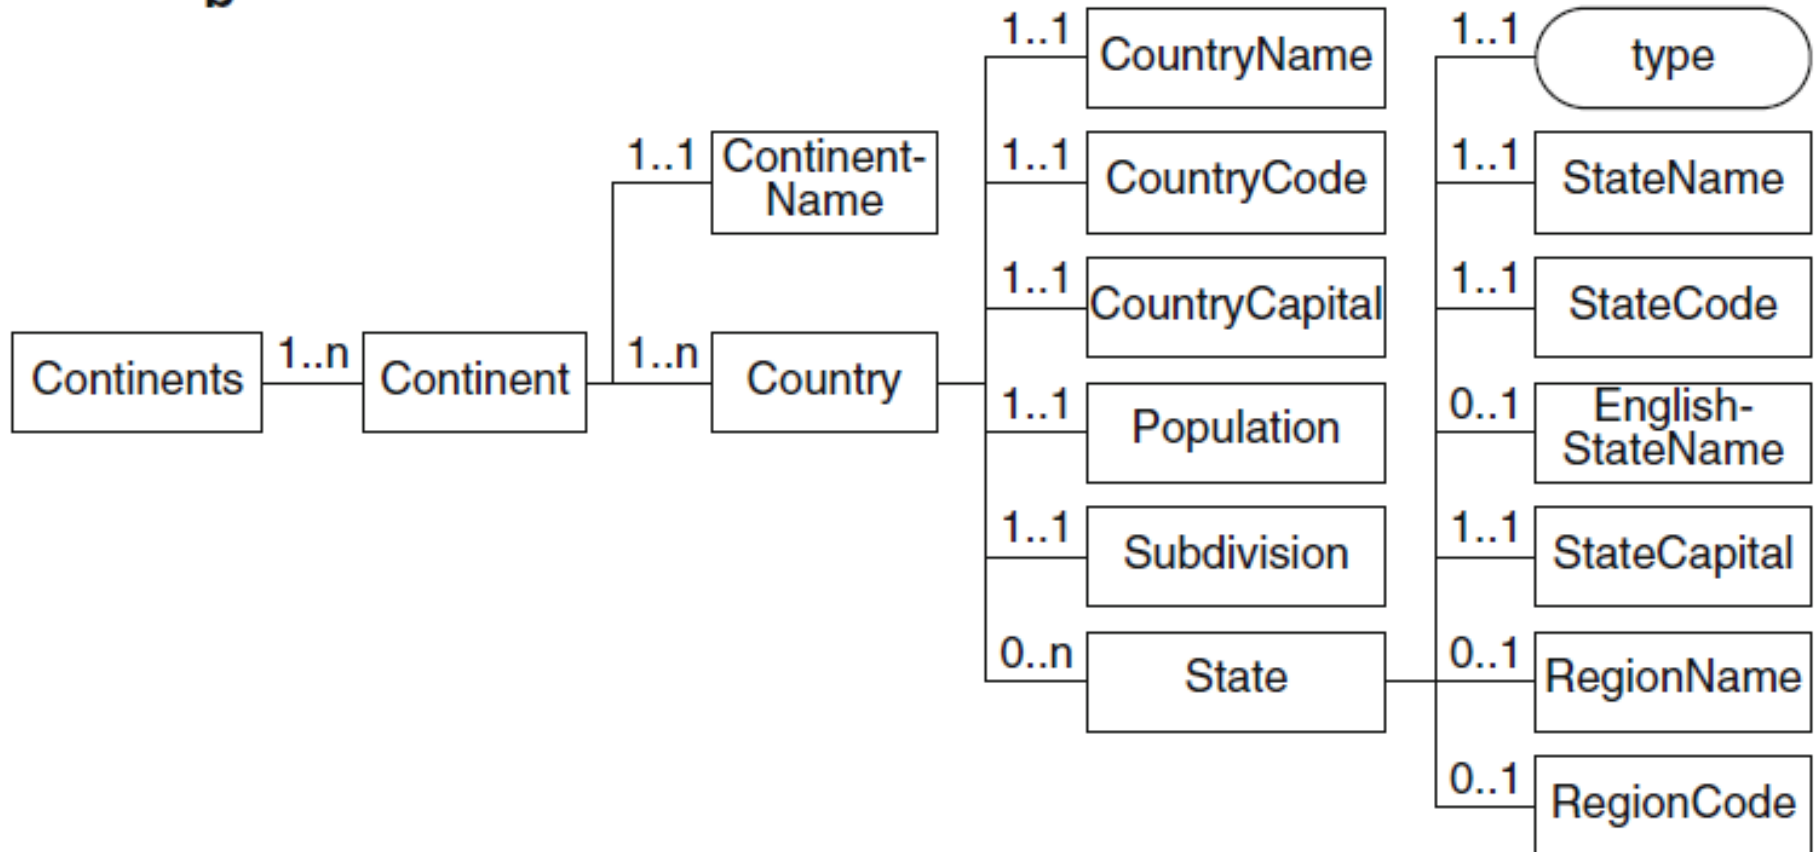 b
1..1 CountryName
1..1 type
1..1 Continent-
Name
1..1 CountryCode
1..1 StateName
1..1 CountryCapital
1..1 StateCode
Continents
1..n Continent
1..n Country
1..1 Population
0..1 English-
StateName
1..1 Subdivision
1..1 StateCapital
0..n State
0..1 RegionName
0..1 RegionCode